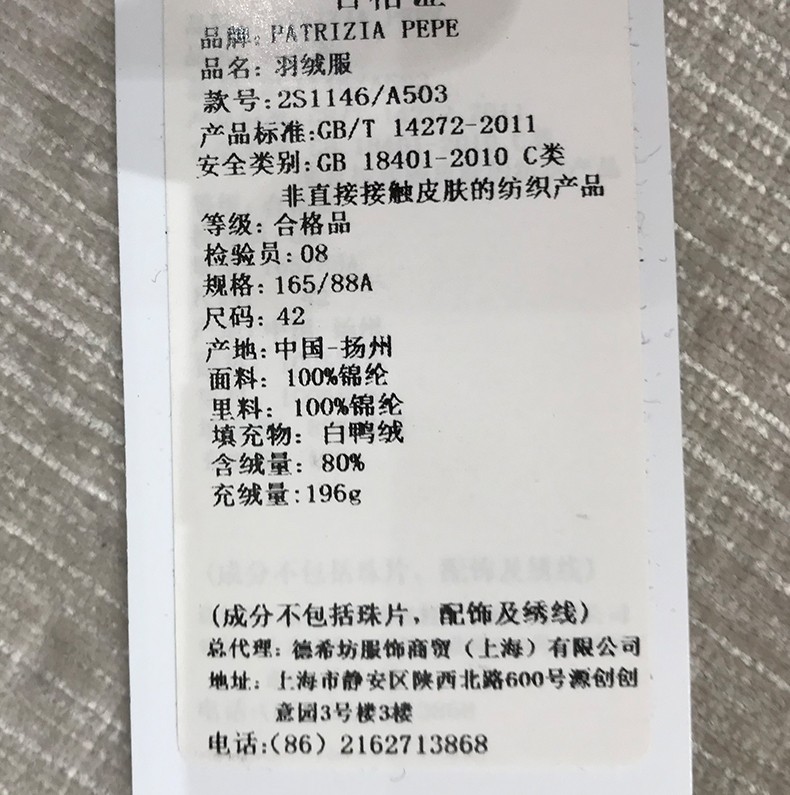 合格证
品牌: PATRIZIA PEPE
品名: 羽绒服
款号:2S1146/A503
产品标准:GB/T 14272-2011
安全类别:GB 18401-2010 C类
非直接接触皮肤的纺织产品
等级: 合格品
检验员:08
规格: 165/88A
尺码: 42
产地:中国-扬州
面料: 100%锦纶
里料: 100%锦纶
填充物: 白鸭绒
含绒量: 80%
充绒量:196g
(成分不包括珠片, 配饰及绣线)
总代理: 德希坊服饰商贸（上海）有限公司
地址: 上海市静安区陕西北路600号源创创
意园3号楼3楼
电话:(86) 2162713868